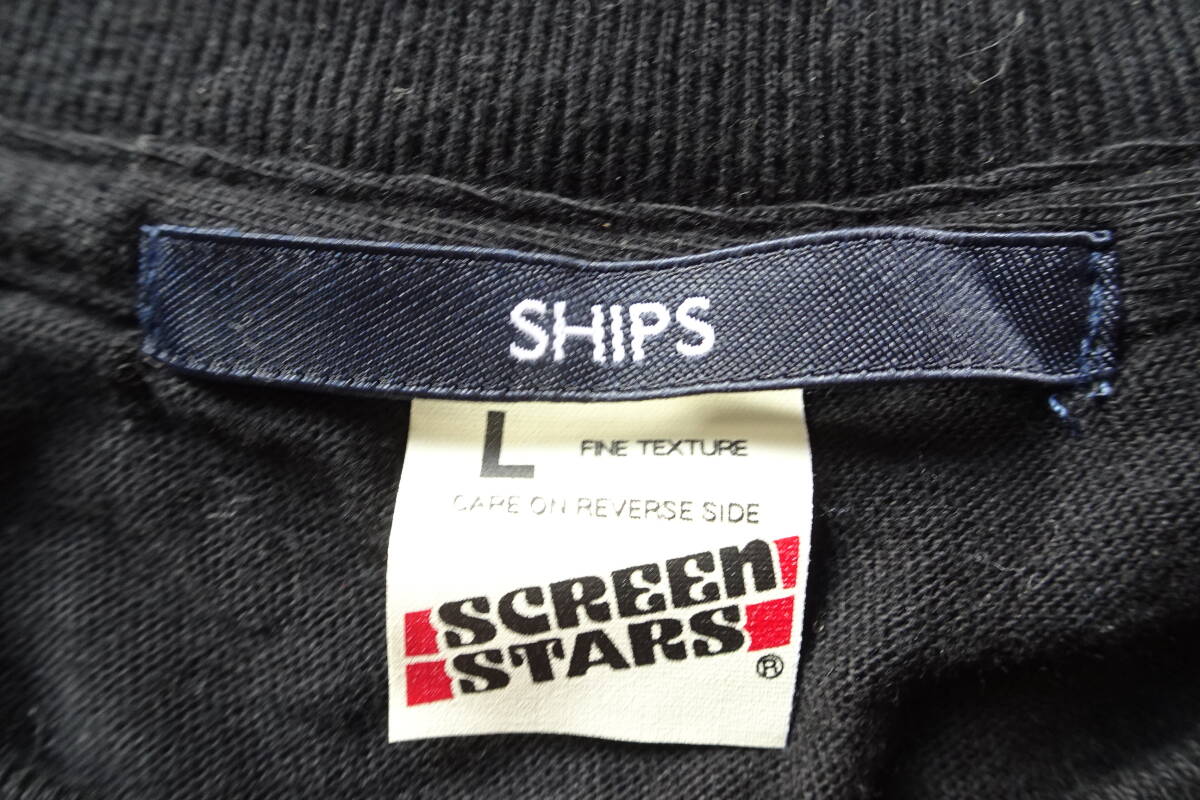 SHIPS
L FINE TEXTURE
CARE ON REVERSE SIDE
SCREEN
STARS ®